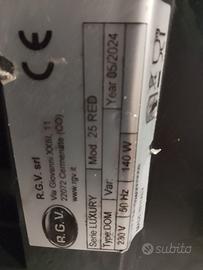 CE
R.G.V. srl
Via Giovanni XXIII, 11
22072 Cermenate (CO)
www.rgv.it
R.G.V.
Serie LUXURY
Mod 25 RED
Year 05/2024
Type DOM
Var.
230 V
50 Hz
140 W
subito